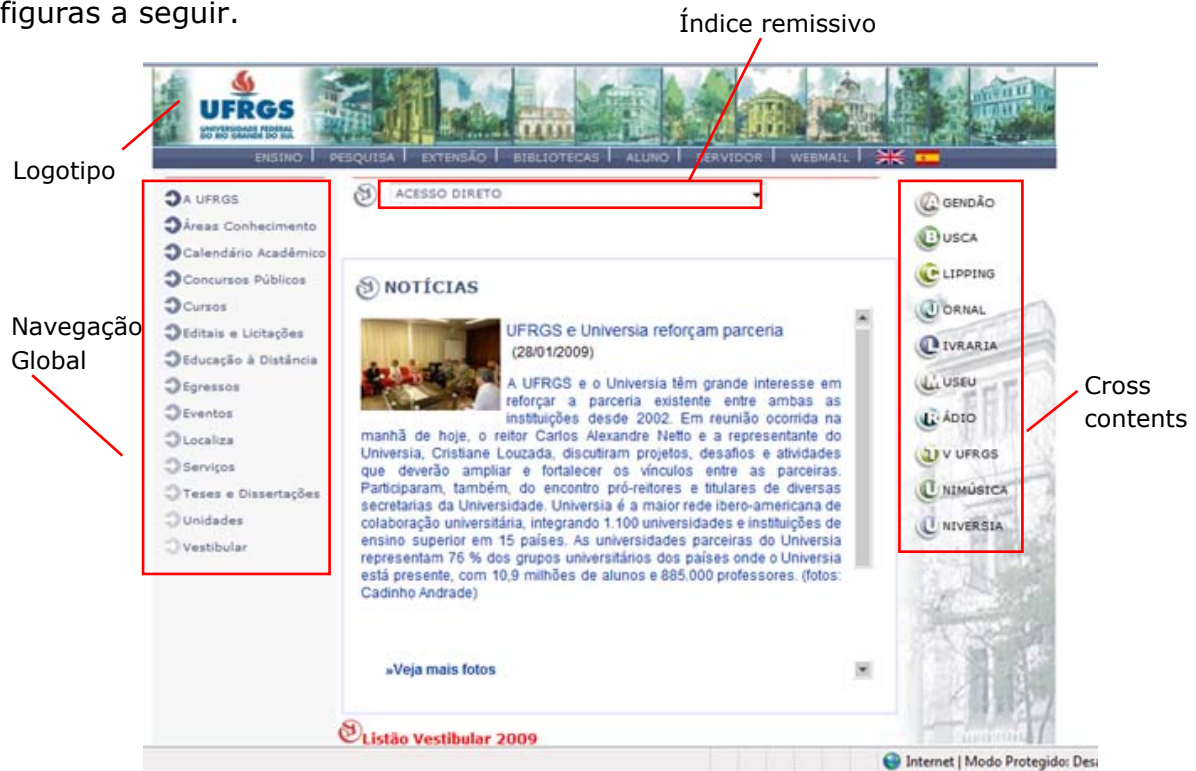 figuras a seguir.
Índice remissivo
UFRGS
UNIVERSIDADE FEDERAL
DO RIO GRANDE DO SUL
Logotipo
ENSINO | PESQUISA | EXTENSÃO | BIBLIOTECAS | ALUNO | SERVIDOR | WEBMAIL |
ACESSO DIRETO
A UFRGS
Áreas Conhecimento
Calendário Acadêmico
Concursos Públicos
Cursos
Editais e Licitações
Educação à Distância
Egressos
Eventos
Localiza
Serviços
Teses e Dissertações
Unidades
Vestibular
Navegação
Global
NOTÍCIAS
UFRGS e Universia reforçam parceria
(28/01/2009)
A UFRGS e o Universia têm grande interesse em
reforçar a parceria existente entre ambas as
instituições desde 2002. Em reunião ocorrida na
manhã de hoje, o reitor Carlos Alexandre Netto e a representante do
Universia, Cristiane Louzada, discutiram projetos, desafios e atividades
que deverão ampliar e fortalecer os vínculos entre as parceiras.
Participaram, também, do encontro pró-reitores e titulares de diversas
secretarias da Universidade. Universia é a maior rede ibero-americana de
colaboração universitária, integrando 1.100 universidades e instituições de
ensino superior em 15 países. As universidades parceiras do Universia
representam 76 % dos grupos universitários dos países onde o Universia
está presente, com 10,9 milhões de alunos e 885.000 professores. (fotos:
Cadinho Andrade)
»Veja mais fotos
Listão Vestibular 2009
AGENDÃO
BUSCA
CLIPPING
JORNAL
LIVRARIA
MUSEU
RÁDIO
TV UFRGS
UNIMÚSICA
UNIVERSIA
Cross
contents
Internet | Modo Protegido: Desa